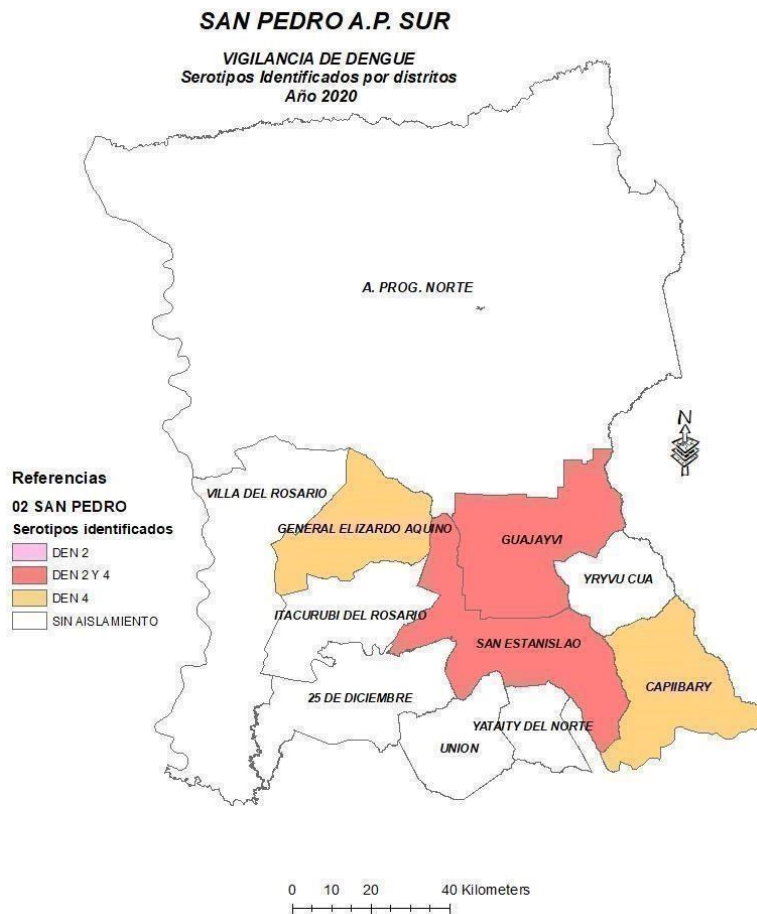 SAN PEDRO A.P. SUR
VIGILANCIA DE DENGUE
Serotipos Identificados por distritos
Año 2020
A. PROG. NORTE
N
Referencias
02 SAN PEDRO
Serotipos identificados
DEN 2
DEN 2 Y 4
DEN 4
SIN AISLAMIENTO
VILLA DEL ROSARIO
GENERAL ELIZARDO AQUINO
GUAJAYVI
YRYVU CUA
ITACURUBI DEL ROSARIO
SAN ESTANISLAO
CAPIIBARY
25 DE DICIEMBRE
YATAITY DEL NORTE
UNION
0 10 20 40 Kilometers